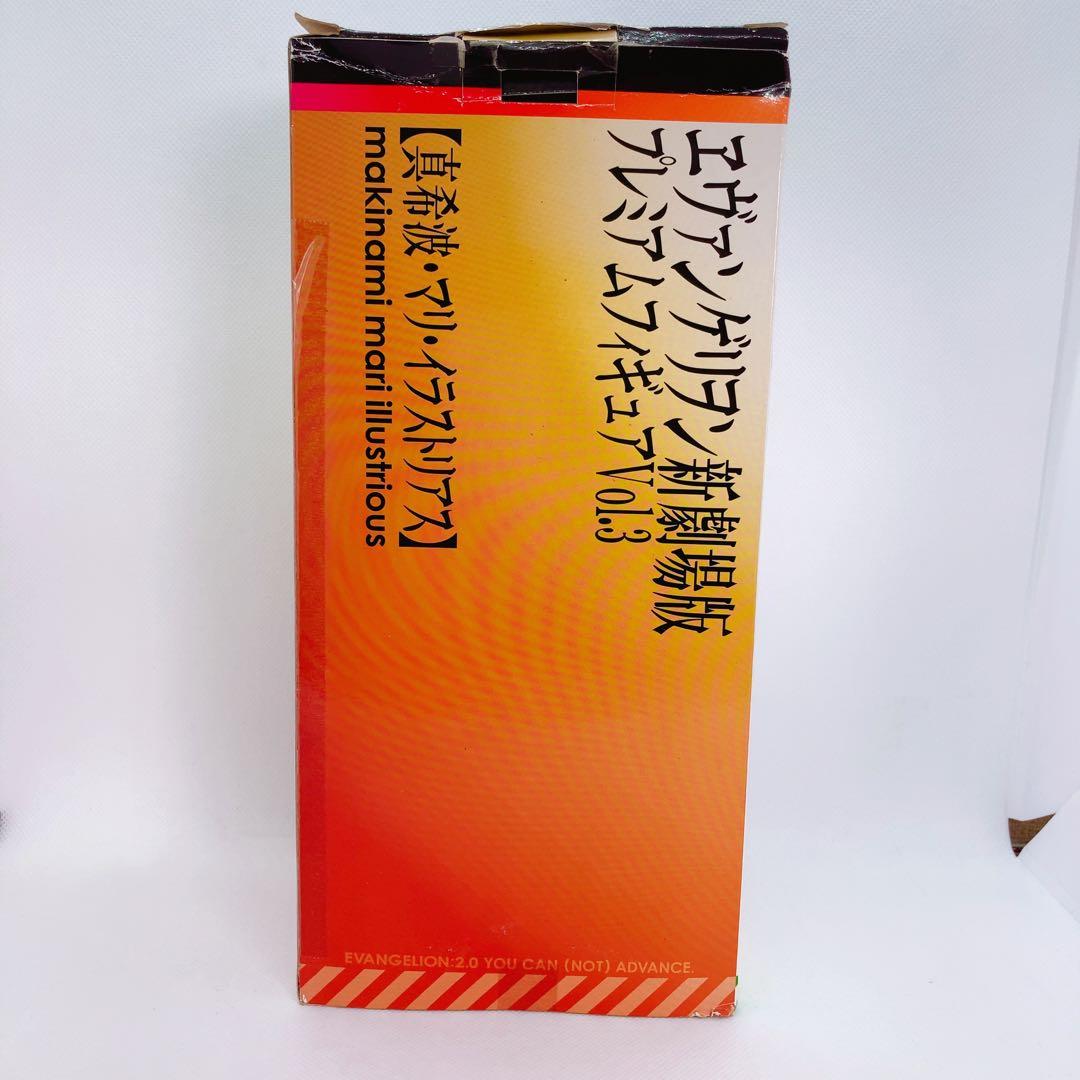 ヱヴァンゲリヲン新劇場版
プレミアムフィギュアVol.3
【真希波・マリ・イラストリアス】
makinami mari illustrious
EVANGELION:2.0 YOU CAN (NOT) ADVANCE.